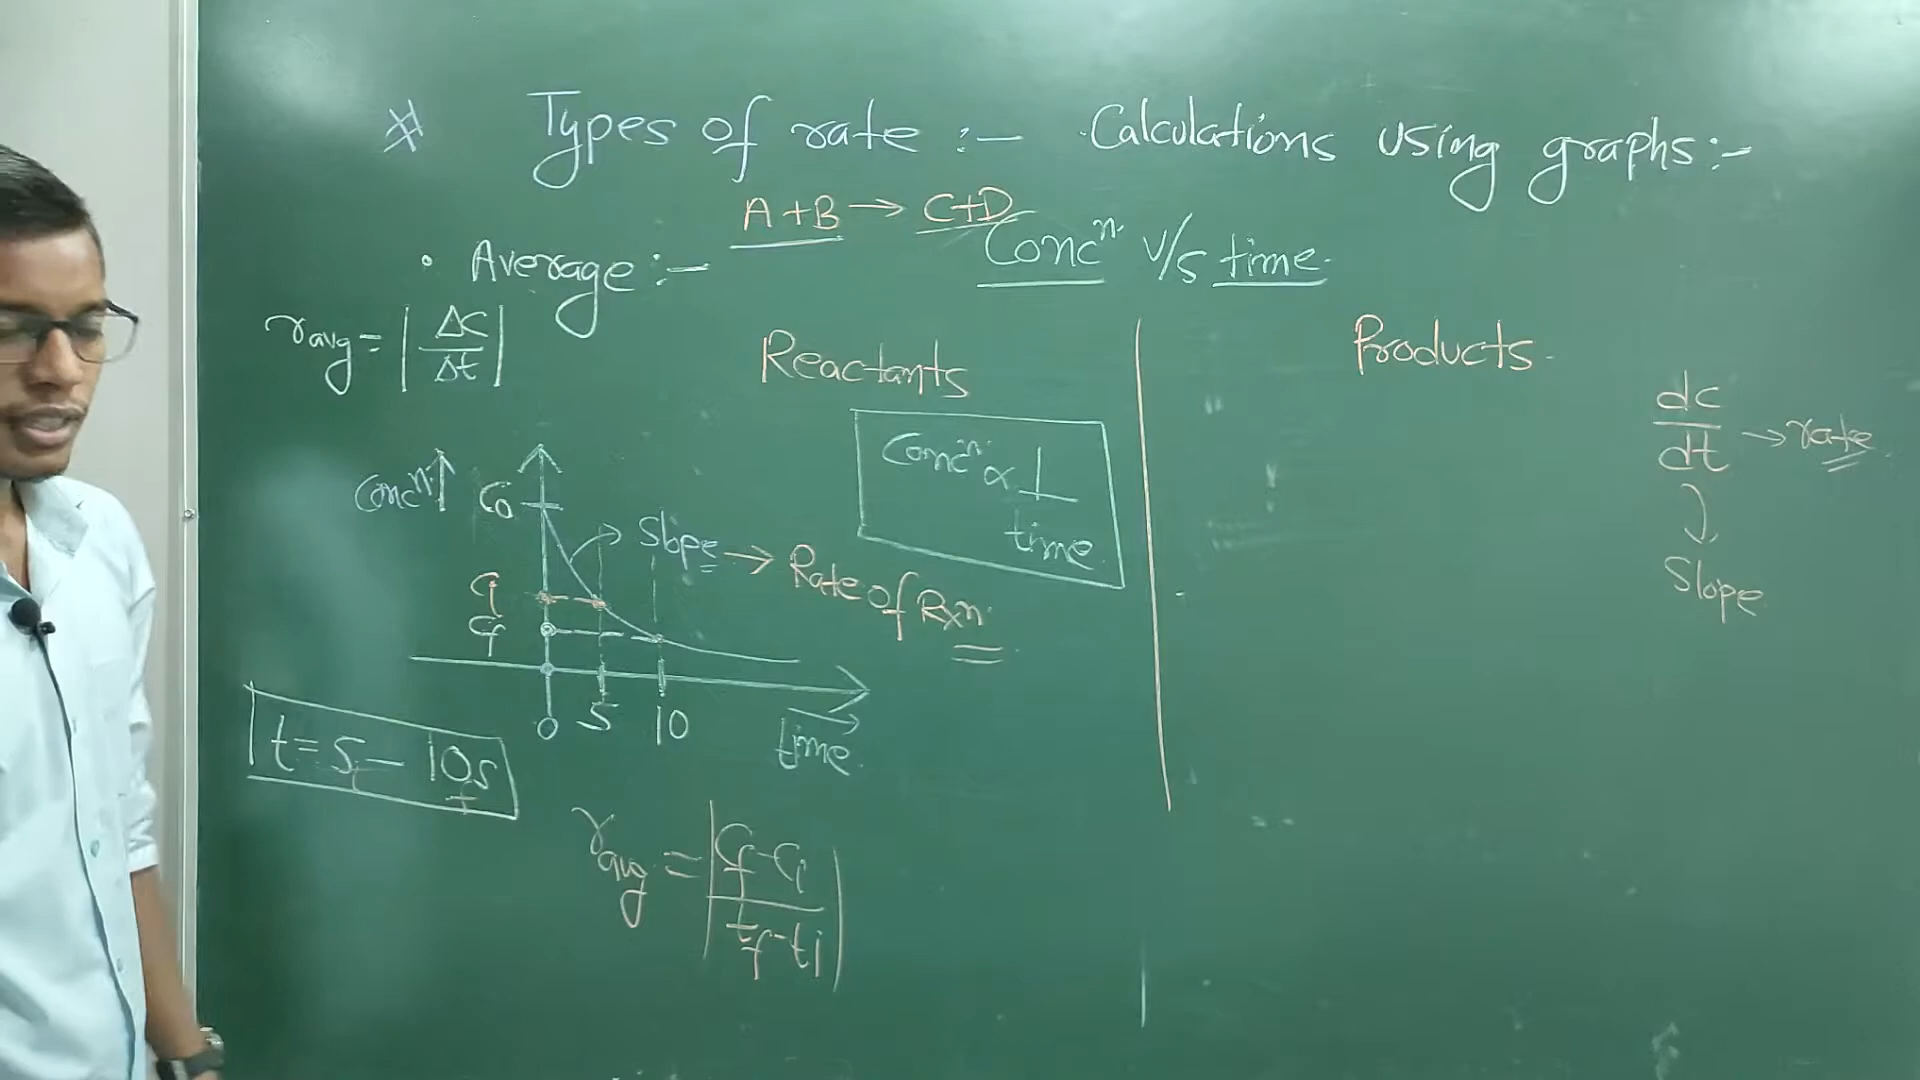 Types of rate :- Calculations using graphs:-
A+B → C+D
• Average:-
Concⁿ v/s time.
r avg = |Δc/Δt|
Reactants
Products.
Concⁿ ∝ 1/time
dc/dt → rate
Slope
Concⁿ ↑
C₀
Slope → Rate of Rxn.
Ci
Cf
0 5 10
time
t = 5 - 10s
i f
r avg = |Cf-Ci/tf-ti|